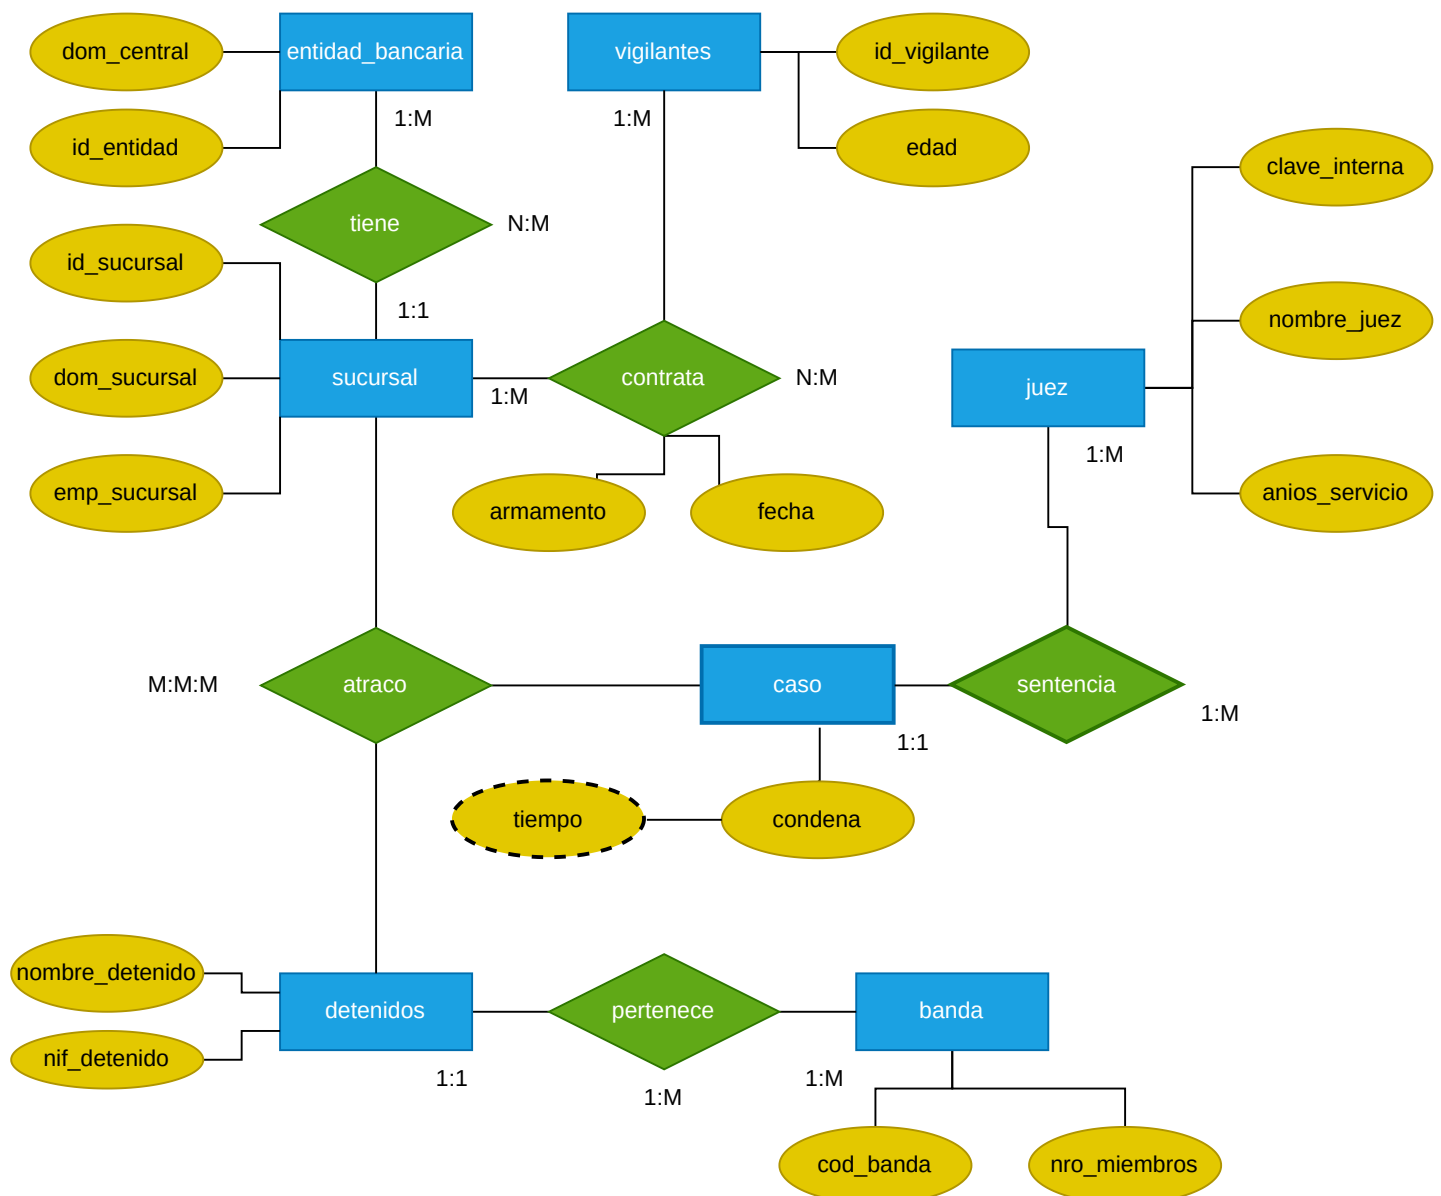 dom_central
entidad_bancaria
vigilantes
id_vigilante
1:M
1:M
id_entidad
edad
clave_interna
tiene
N:M
id_sucursal
1:1
nombre_juez
dom_sucursal
sucursal
1:M
contrata
N:M
juez
1:M
emp_sucursal
armamento
fecha
anios_servicio
M:M:M
atraco
caso
sentencia
1:M
1:1
tiempo
condena
nombre_detenido
detenidos
pertenece
banda
nif_detenido
1:1
1:M
1:M
cod_banda
nro_miembros